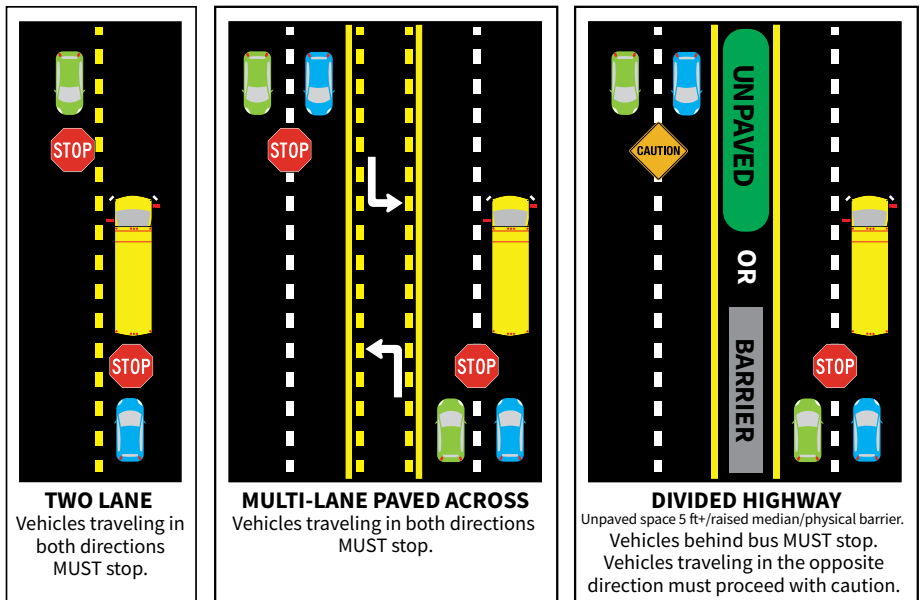 STOP
STOP
TWO LANE
Vehicles traveling in
both directions
MUST stop.
STOP
STOP
MULTI-LANE PAVED ACROSS
Vehicles traveling in both directions
MUST stop.
CAUTION
UNPAVED
OR
BARRIER
STOP
DIVIDED HIGHWAY
Unpaved space 5 ft+/raised median/physical barrier.
Vehicles behind bus MUST stop.
Vehicles traveling in the opposite
direction must proceed with caution.